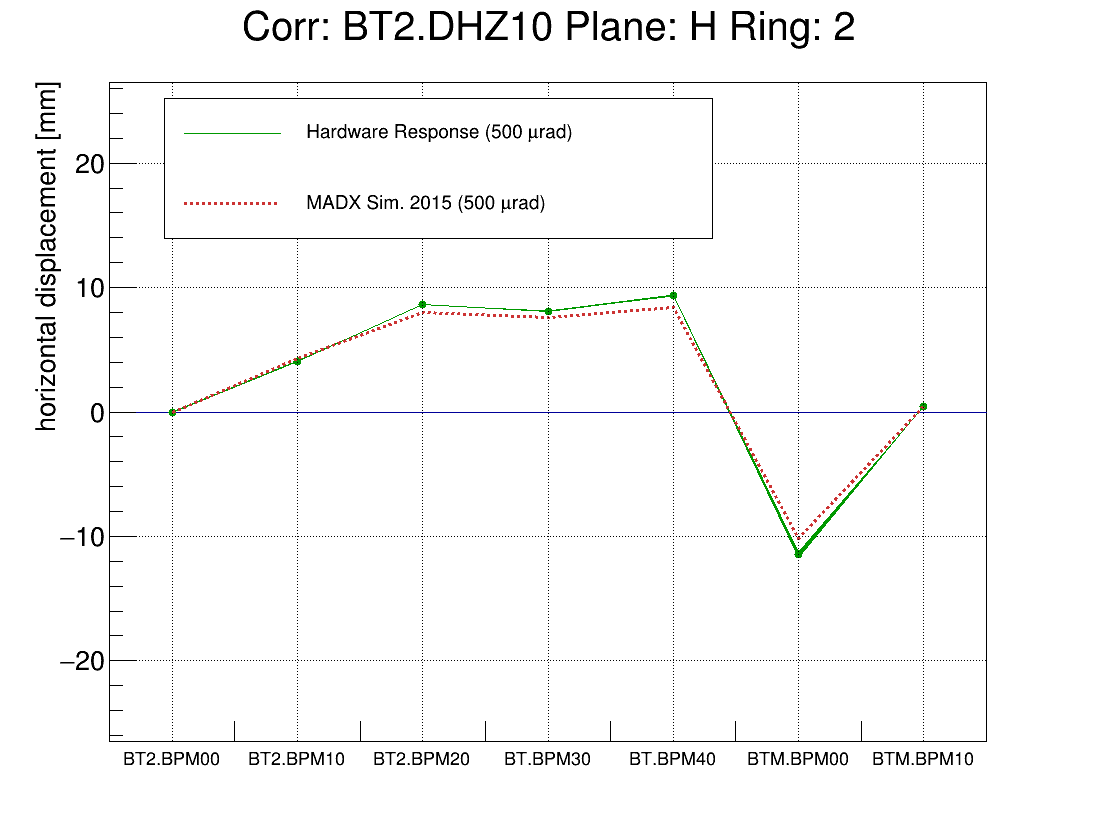 Corr: BT2.DHZ10 Plane: H Ring: 2
horizontal displacement [mm]
Hardware Response (500 μrad)
MADX Sim. 2015 (500 μrad)
20
10
0
−10
−20
BT2.BPM00 BT2.BPM10 BT2.BPM20 BT.BPM30 BT.BPM40 BTM.BPM00 BTM.BPM10